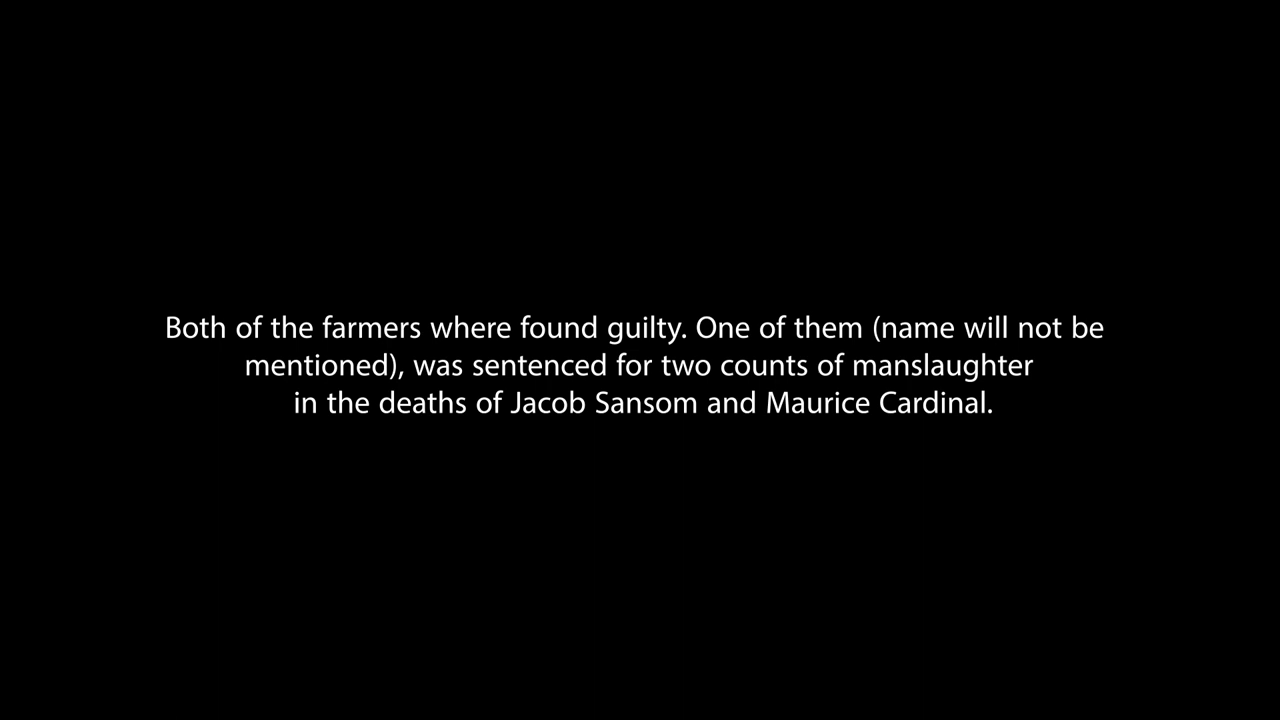 Both of the farmers where found guilty. One of them (name will not be
mentioned), was sentenced for two counts of manslaughter
in the deaths of Jacob Sansom and Maurice Cardinal.